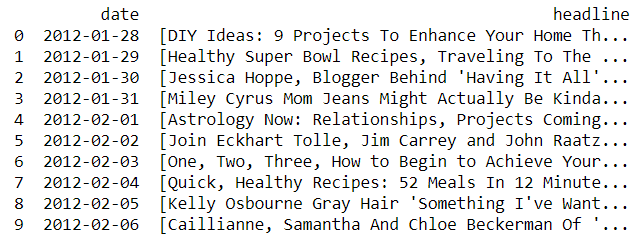 date headline
0 2012-01-28 [DIY Ideas: 9 Projects To Enhance Your Home Th...
1 2012-01-29 [Healthy Super Bowl Recipes, Traveling To The ...
2 2012-01-30 [Jessica Hoppe, Blogger Behind 'Having It All'...
3 2012-01-31 [Miley Cyrus Mom Jeans Might Actually Be Kinda...
4 2012-02-01 [Astrology Now: Relationships, Projects Coming...
5 2012-02-02 [Join Eckhart Tolle, Jim Carrey and John Raatz...
6 2012-02-03 [One, Two, Three, How to Begin to Achieve Your...
7 2012-02-04 [Quick, Healthy Recipes: 52 Meals In 12 Minute...
8 2012-02-05 [Kelly Osbourne Gray Hair 'Something I've Want...
9 2012-02-06 [Caillianne, Samantha And Chloe Beckerman Of '...